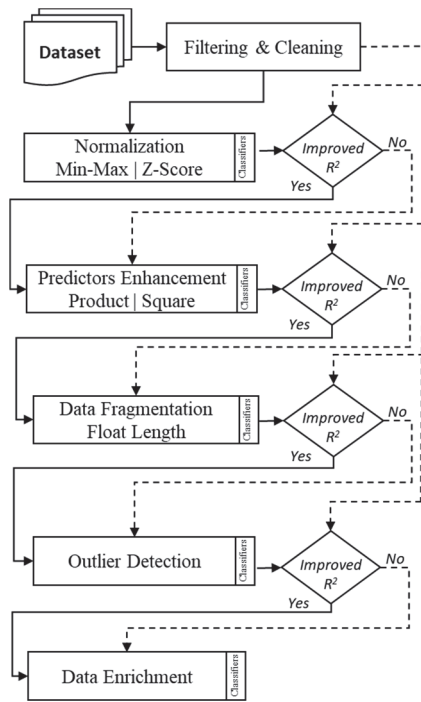 Dataset
Filtering & Cleaning
Normalization
Min-Max | Z-Score
Classifiers
Improved
R²
No
Yes
Predictors Enhancement
Product | Square
Classifiers
Improved
R²
No
Yes
Data Fragmentation
Float Length
Classifiers
Improved
R²
No
Yes
Outlier Detection
Classifiers
Improved
R²
No
Yes
Data Enrichment
Classifiers